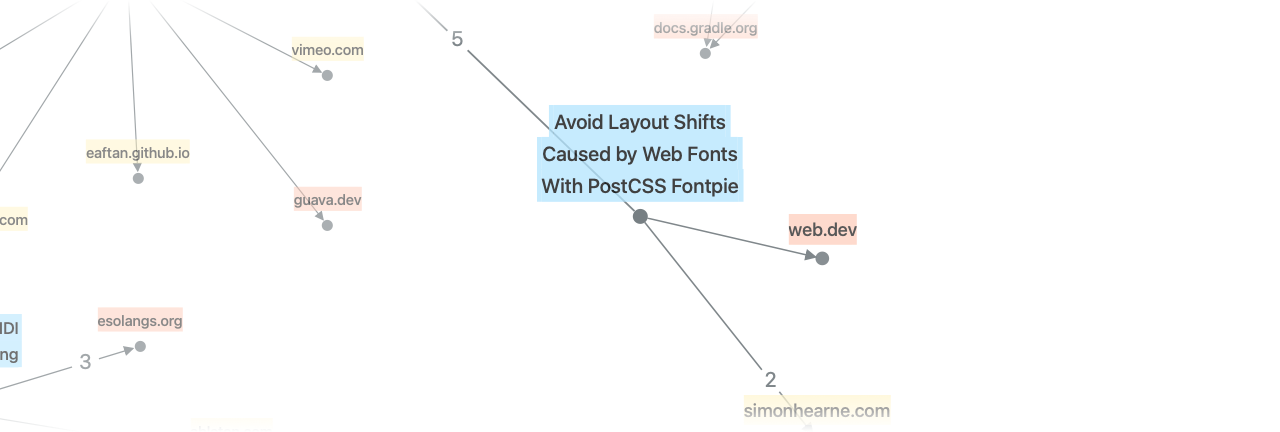 5
docs.gradle.org
vimeo.com
Avoid Layout Shifts
Caused by Web Fonts
With PostCSS Fontpie
eaftan.github.io
guava.dev
com
web.dev
esolangs.org
IDI
ng
3
2
simonhearne.com